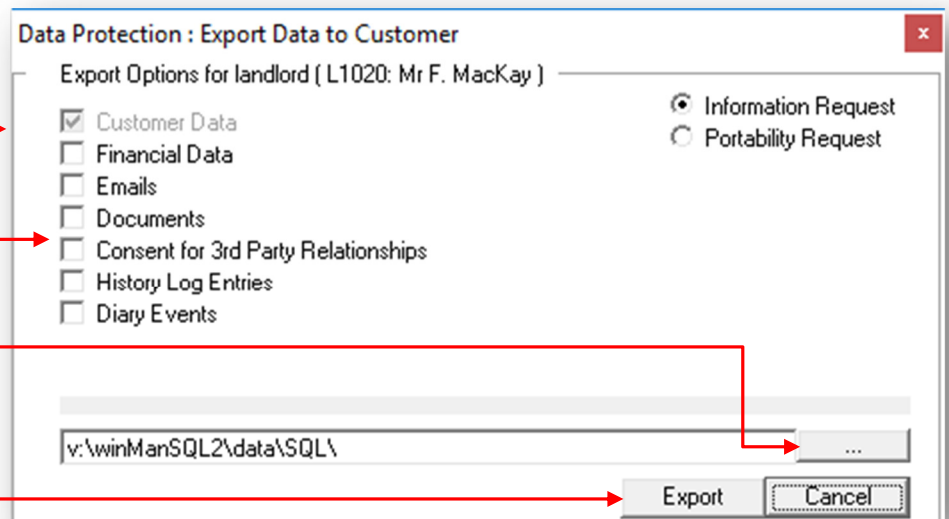 Data Protection : Export Data to Customer
x
Export Options for landlord ( L1020: Mr F. MacKay )
Customer Data
Information Request
Financial Data
Portability Request
Emails
Documents
Consent for 3rd Party Relationships
History Log Entries
Diary Events
v:\winManSQL2\data\SQL\
...
Export
Cancel